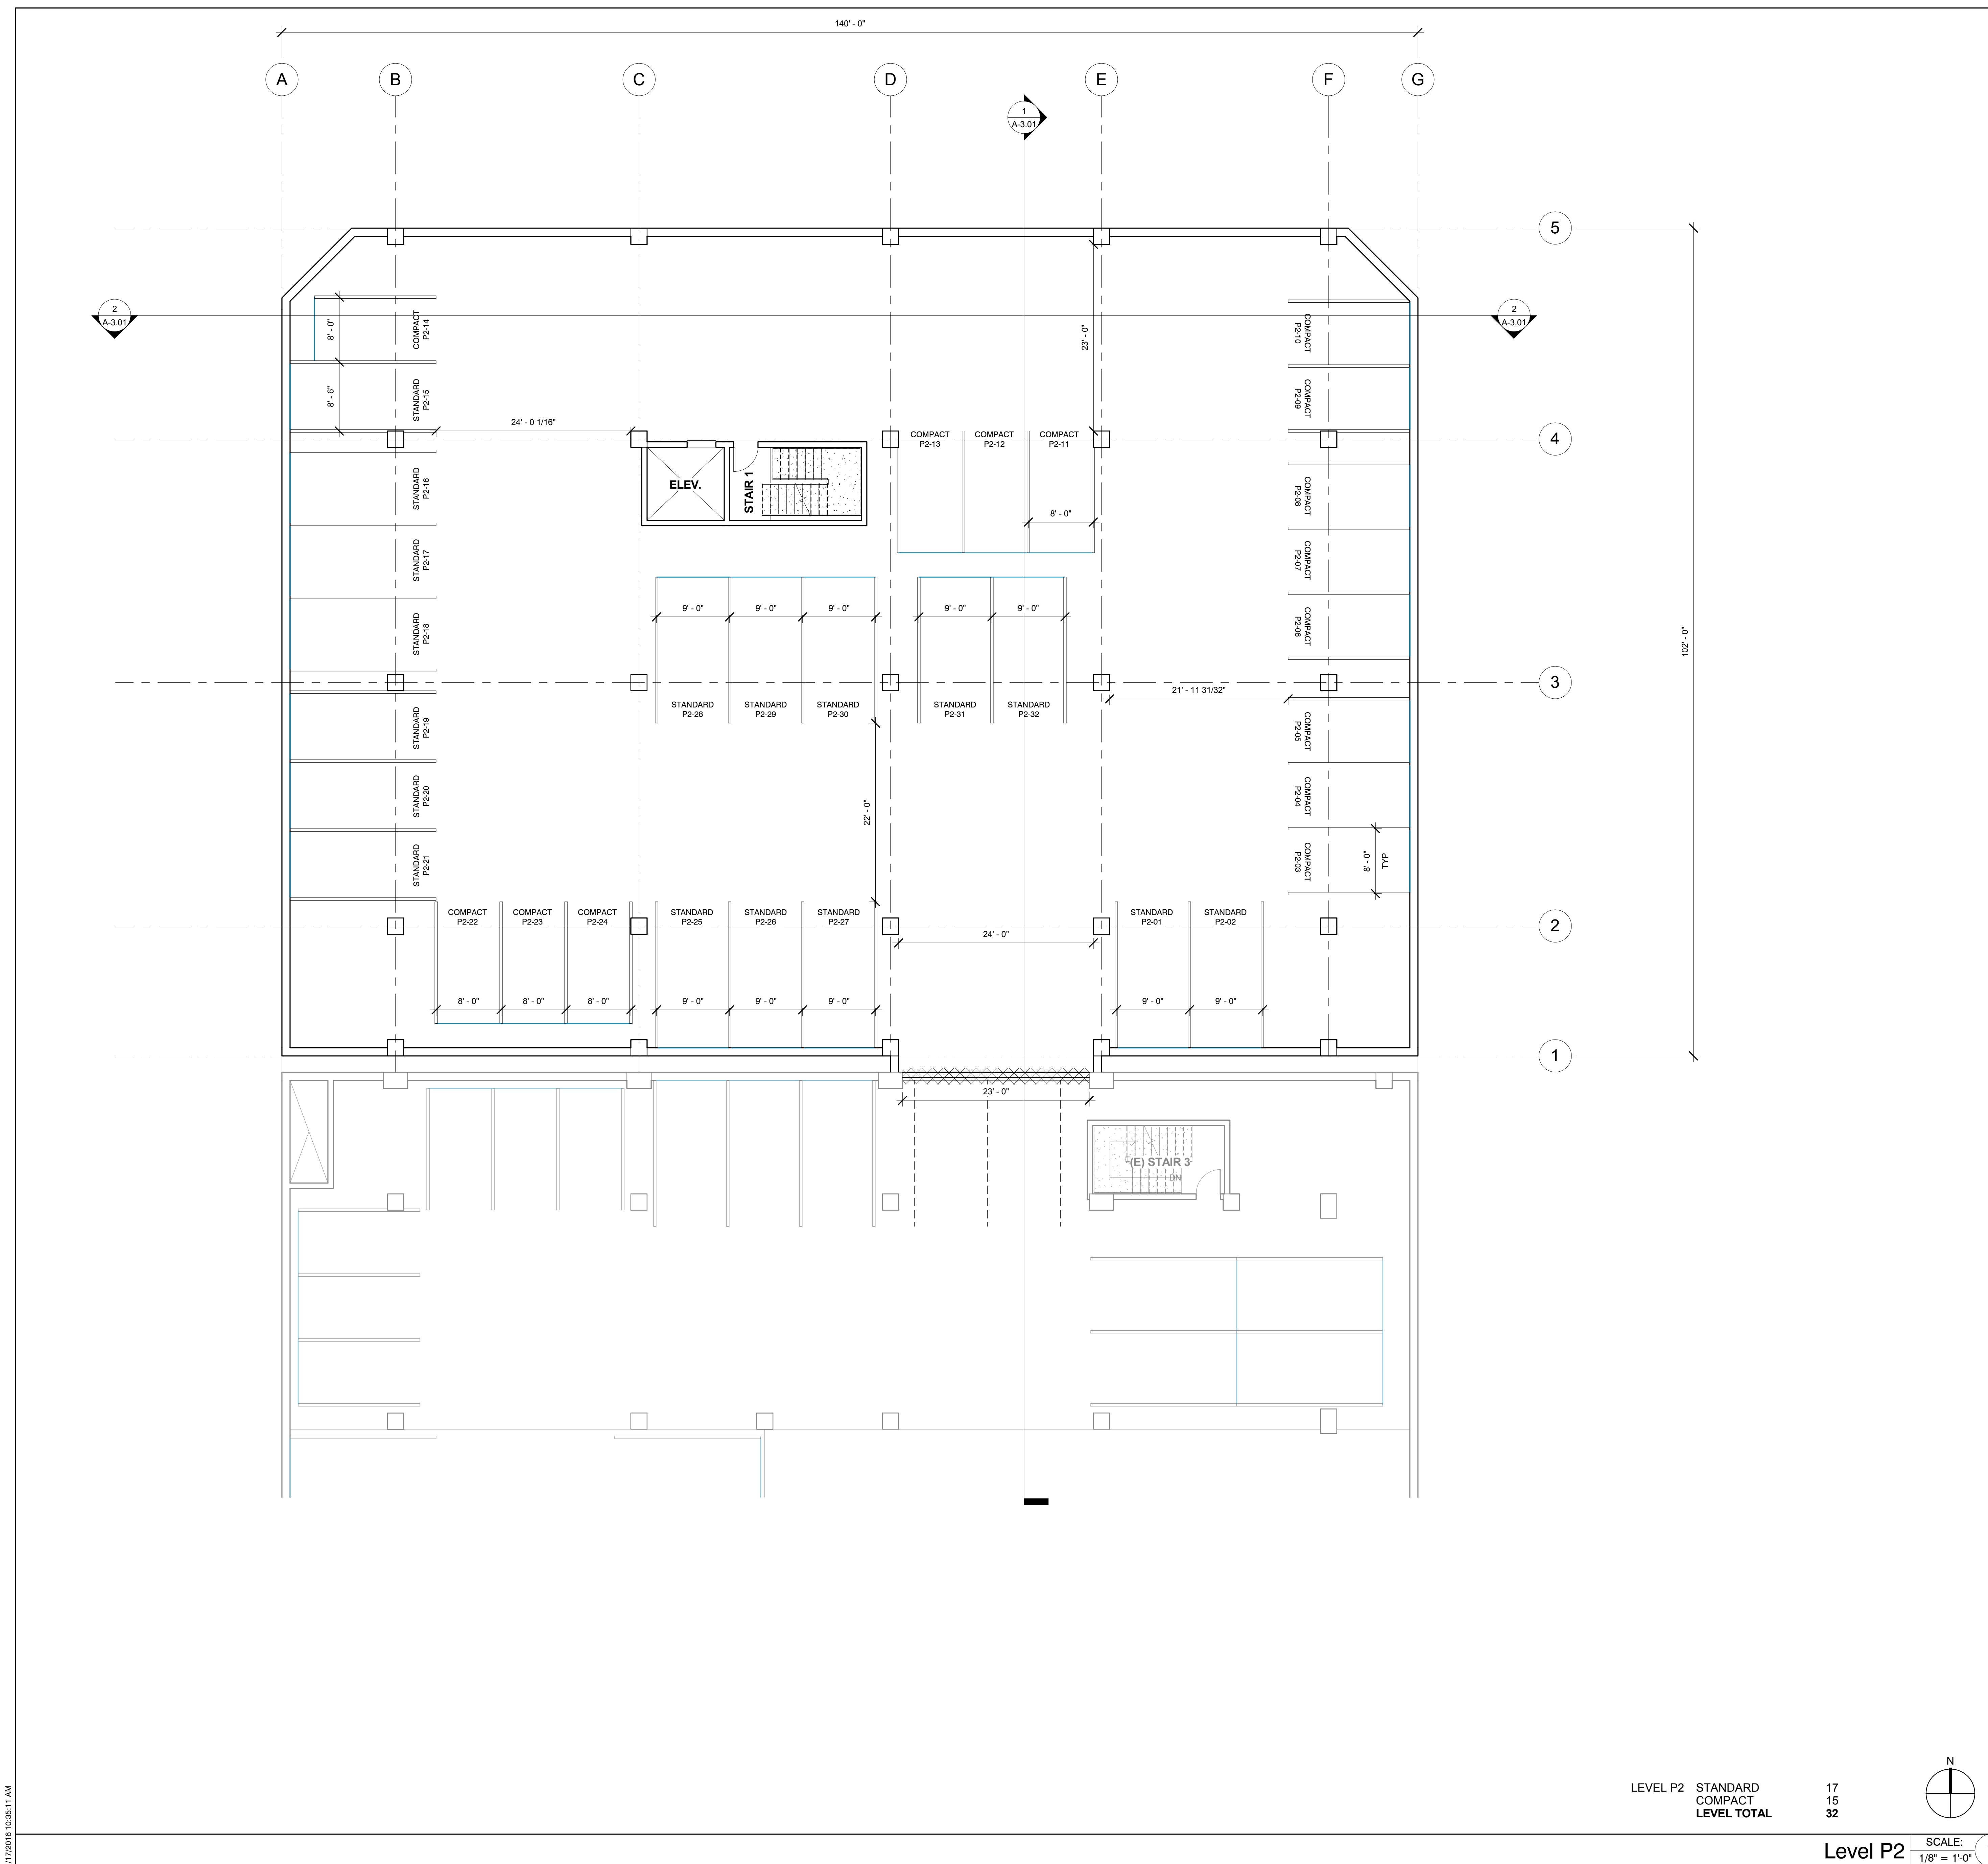 140' - 0"
A
B
C
D
E
F
G
1
A-3.01
5
2
A-3.01
2
A-3.01
8' - 0"
COMPACT
P2-14
23' - 0"
COMPACT
P2-10
8' - 6"
STANDARD
P2-15
COMPACT
P2-09
24' - 0 1/16"
4
COMPACT
P2-13
COMPACT
P2-12
COMPACT
P2-11
ELEV.
STAIR 1
STANDARD
P2-16
COMPACT
P2-08
8' - 0"
STANDARD
P2-17
COMPACT
P2-07
9' - 0"
9' - 0"
9' - 0"
9' - 0"
9' - 0"
STANDARD
P2-18
COMPACT
P2-06
102' - 0"
3
21' - 11 31/32"
STANDARD
P2-28
STANDARD
P2-29
STANDARD
P2-30
STANDARD
P2-31
STANDARD
P2-32
STANDARD
P2-19
COMPACT
P2-05
STANDARD
P2-20
COMPACT
P2-04
22' - 0"
STANDARD
P2-21
COMPACT
P2-03
8' - 0"
TYP
COMPACT
P2-22
COMPACT
P2-23
COMPACT
P2-24
STANDARD
P2-25
STANDARD
P2-26
STANDARD
P2-27
STANDARD
P2-01
STANDARD
P2-02
2
24' - 0"
8' - 0"
8' - 0"
8' - 0"
9' - 0"
9' - 0"
9' - 0"
9' - 0"
9' - 0"
1
23' - 0"
(E) STAIR 3
DN
N
LEVEL P2 STANDARD 17
COMPACT 15
LEVEL TOTAL 32
/17/2016 10:35:11 AM
Level P2
SCALE:
1/8" = 1'-0"